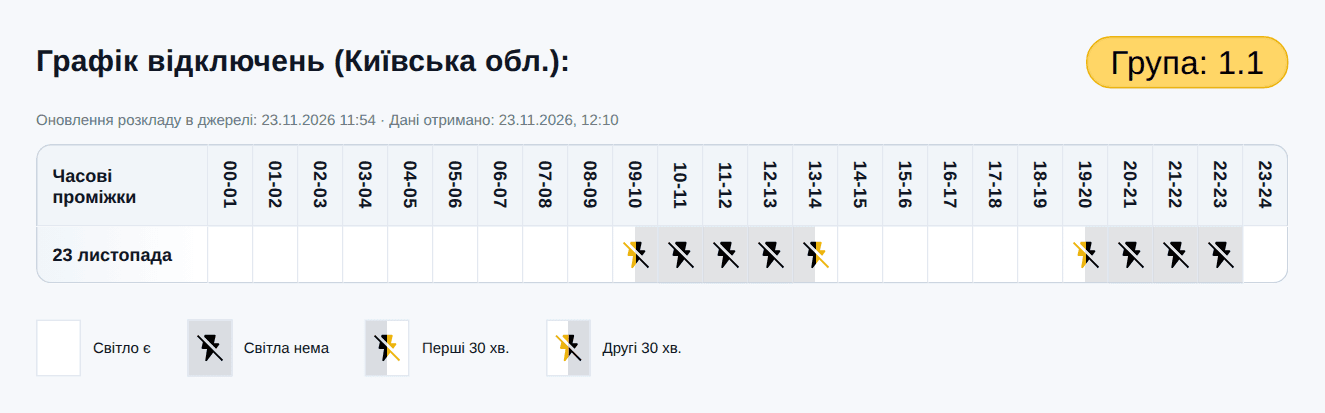 Графік відключень (Київська обл.):
Група: 1.1
Оновлення розкладу в джерелі: 23.11.2026 11:54 · Дані отримано: 23.11.2026, 12:10
Часові
проміжки
00-01
01-02
02-03
03-04
04-05
05-06
06-07
07-08
08-09
09-10
10-11
11-12
12-13
13-14
14-15
15-16
16-17
17-18
18-19
19-20
20-21
21-22
22-23
23-24
23 листопада
Світло є
Світла нема
Перші 30 хв.
Другі 30 хв.